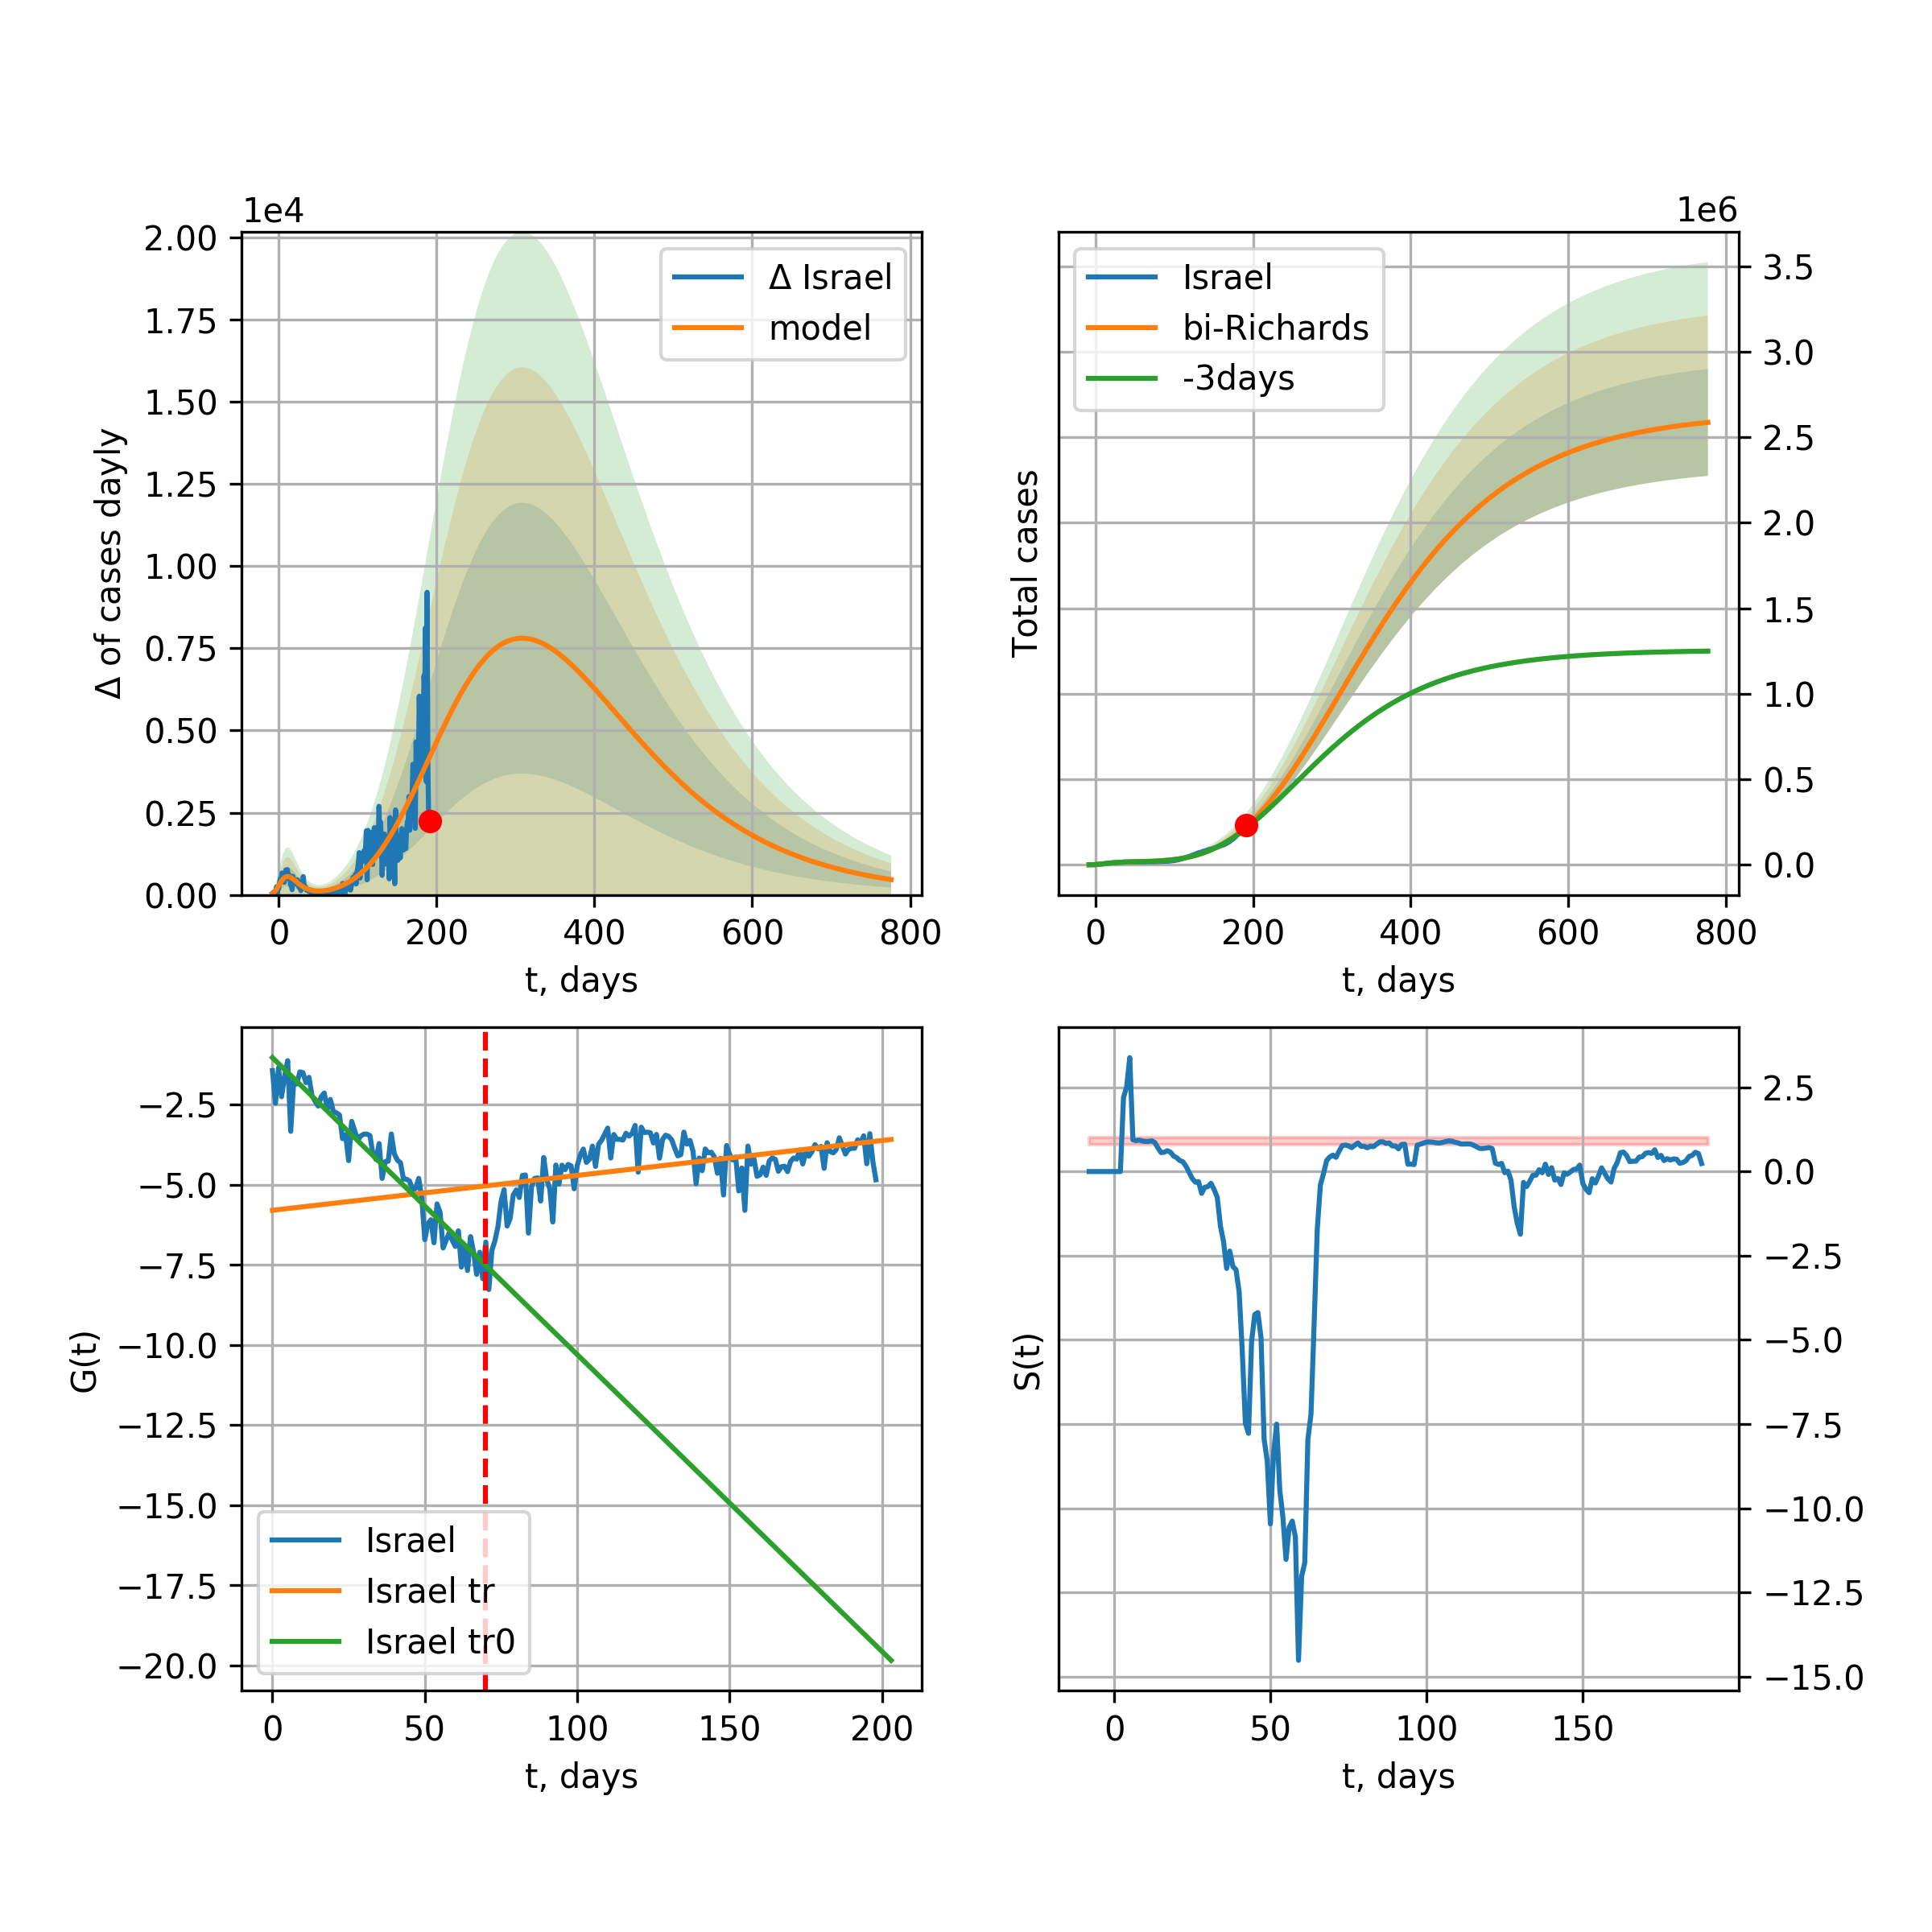 1e4
2.00
1.75
1.50
1.25
1.00
0.75
0.50
0.25
0.00
Δ of cases dayly
0 200 400 600 800
t, days
Δ Israel
model
1e6
3.5
3.0
2.5
2.0
1.5
1.0
0.5
0.0
Total cases
0 200 400 600 800
t, days
Israel
bi-Richards
-3days
−2.5
−5.0
−7.5
−10.0
−12.5
−15.0
−17.5
−20.0
G(t)
0 50 100 150 200
t, days
Israel
Israel tr
Israel tr0
2.5
0.0
−2.5
−5.0
−7.5
−10.0
−12.5
−15.0
S(t)
0 50 100 150
t, days